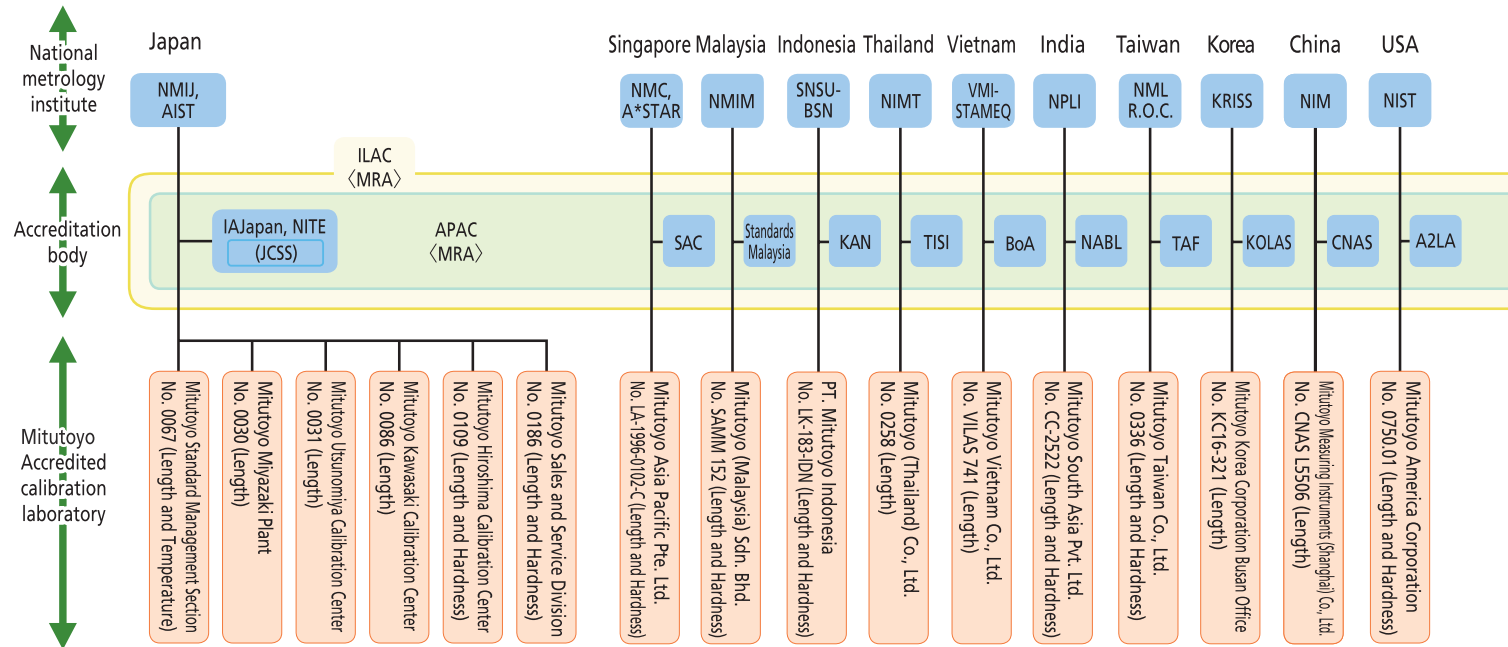 National
metrology
institute
Japan
Singapore
Malaysia
Indonesia
Thailand
Vietnam
India
Taiwan
Korea
China
USA
NMIJ,
AIST
NMC,
A*STAR
NMIM
SNSU-
BSN
NIMT
VMI-
STAMEQ
NPLI
NML
R.O.C.
KRISS
NIM
NIST
ILAC
〈MRA〉
Accreditation
body
IAJapan, NITE
(JCSS)
APAC
〈MRA〉
SAC
Standards
Malaysia
KAN
TISI
BoA
NABL
TAF
KOLAS
CNAS
A2LA
Mitutoyo
Accredited
calibration
laboratory
Mitutoyo Standard Management Section
No. 0067 (Length and Temperature)
Mitutoyo Miyazaki Plant
No. 0030 (Length)
Mitutoyo Utsunomiya Calibration Center
No. 0031 (Length)
Mitutoyo Kawasaki Calibration Center
No. 0086 (Length)
Mitutoyo Hiroshima Calibration Center
No. 0109 (Length and Hardness)
Mitutoyo Sales and Service Division
No. 0186 (Length and Hardness)
Mitutoyo Asia Pacific Pte. Ltd.
No. LA-1996-0102-C (Length and Hardness)
Mitutoyo (Malaysia) Sdn. Bhd.
No. SAMM 152 (Length and Hardness)
PT. Mitutoyo Indonesia
No. LK-183-IDN (Length and Hardness)
Mitutoyo (Thailand) Co., Ltd.
No. 0258 (Length)
Mitutoyo Vietnam Co., Ltd.
No. VILAS 741 (Length)
Mitutoyo South Asia Pvt. Ltd.
No. CC-2522 (Length and Hardness)
Mitutoyo Taiwan Co., Ltd.
No. 0336 (Length and Hardness)
Mitutoyo Korea Corporation Busan Office
No. KC16-321 (Length)
Mitutoyo Measuring Instruments (Shanghai) Co., Ltd.
No. CNAS L5506 (Length)
Mitutoyo America Corporation
No. 0750.01 (Length and Hardness)